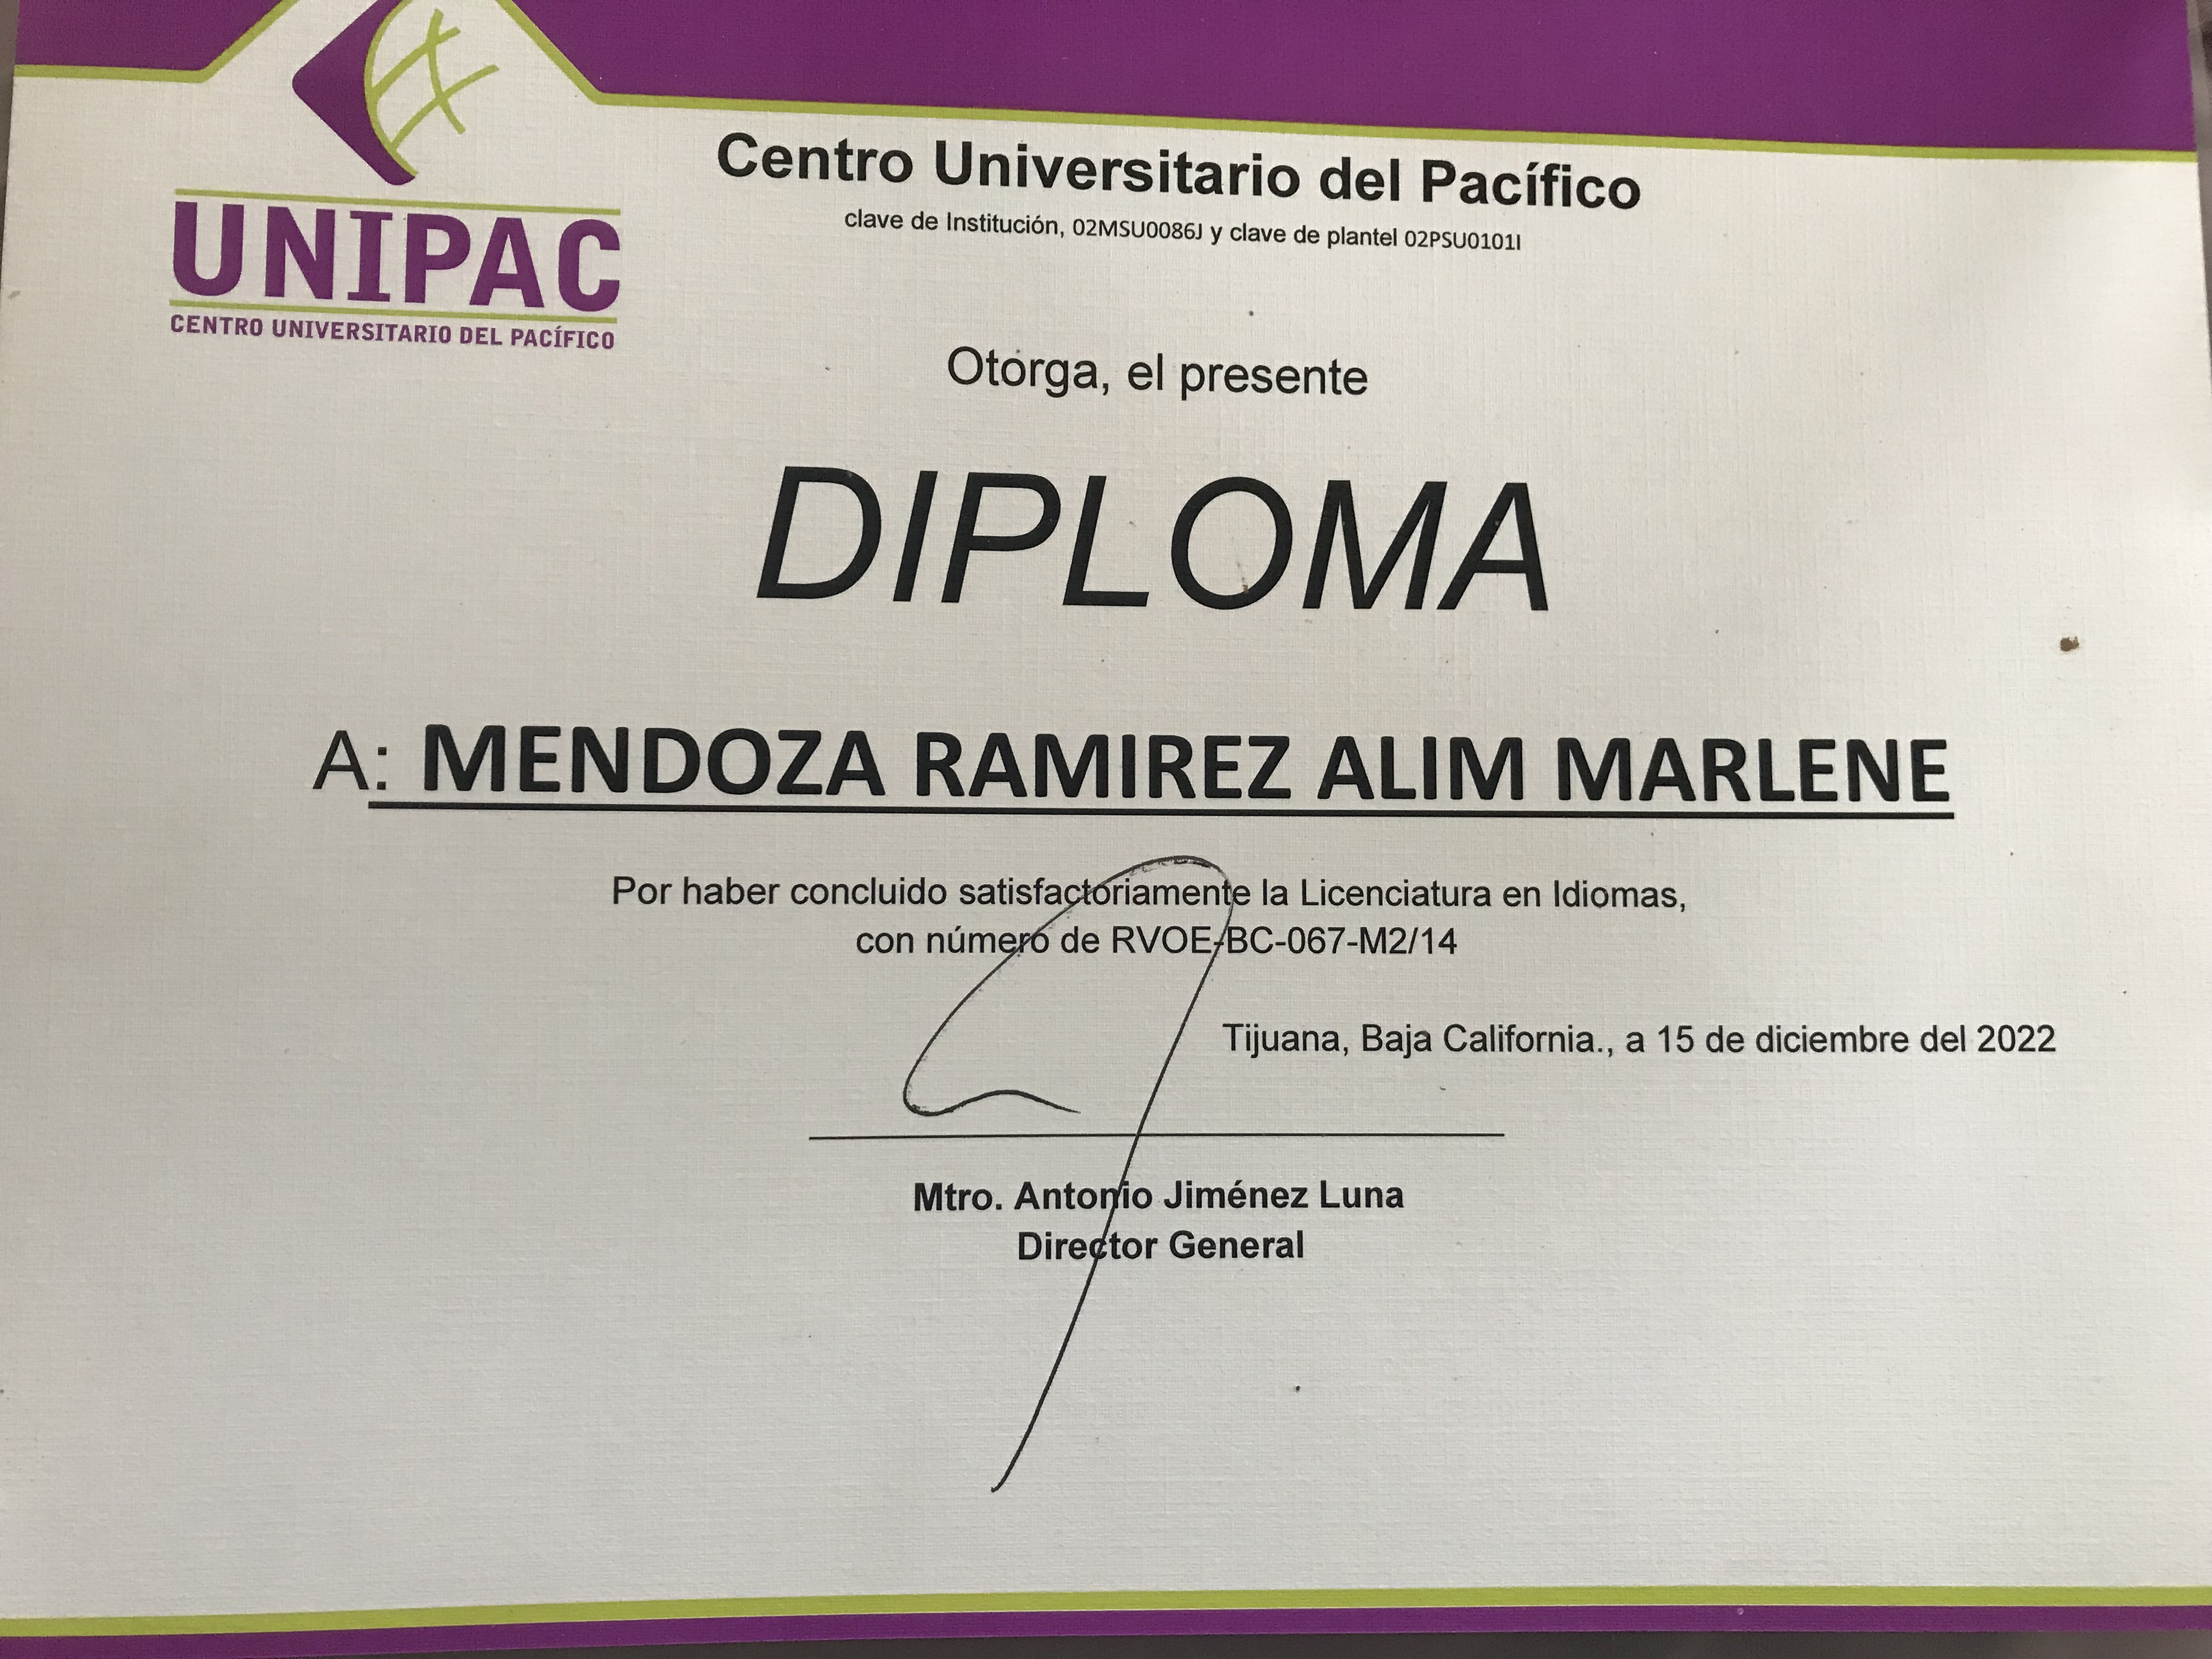 UNIPAC
CENTRO UNIVERSITARIO DEL PACÍFICO
Centro Universitario del Pacífico
clave de Institución, 02MSU0086J y clave de plantel 02PSU0101I
Otorga, el presente
DIPLOMA
A: MENDOZA RAMIREZ ALIM MARLENE
Por haber concluido satisfactoriamente la Licenciatura en Idiomas,
con número de RVOE-BC-067-M2/14
Tijuana, Baja California., a 15 de diciembre del 2022
Mtro. Antonio Jiménez Luna
Director General